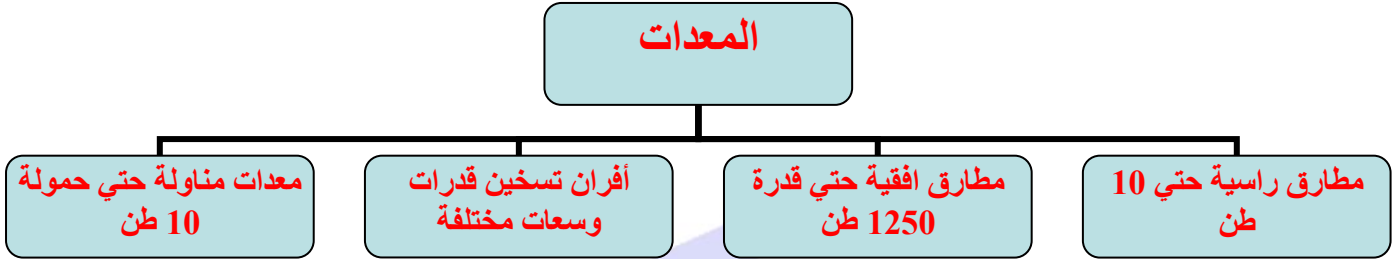 المعدات
مطارق راسية حتي 10
طن
مطارق افقية حتي قدرة
1250 طن
أفران تسخين قدرات
وسعات مختلفة
معدات مناولة حتي حمولة
10 طن